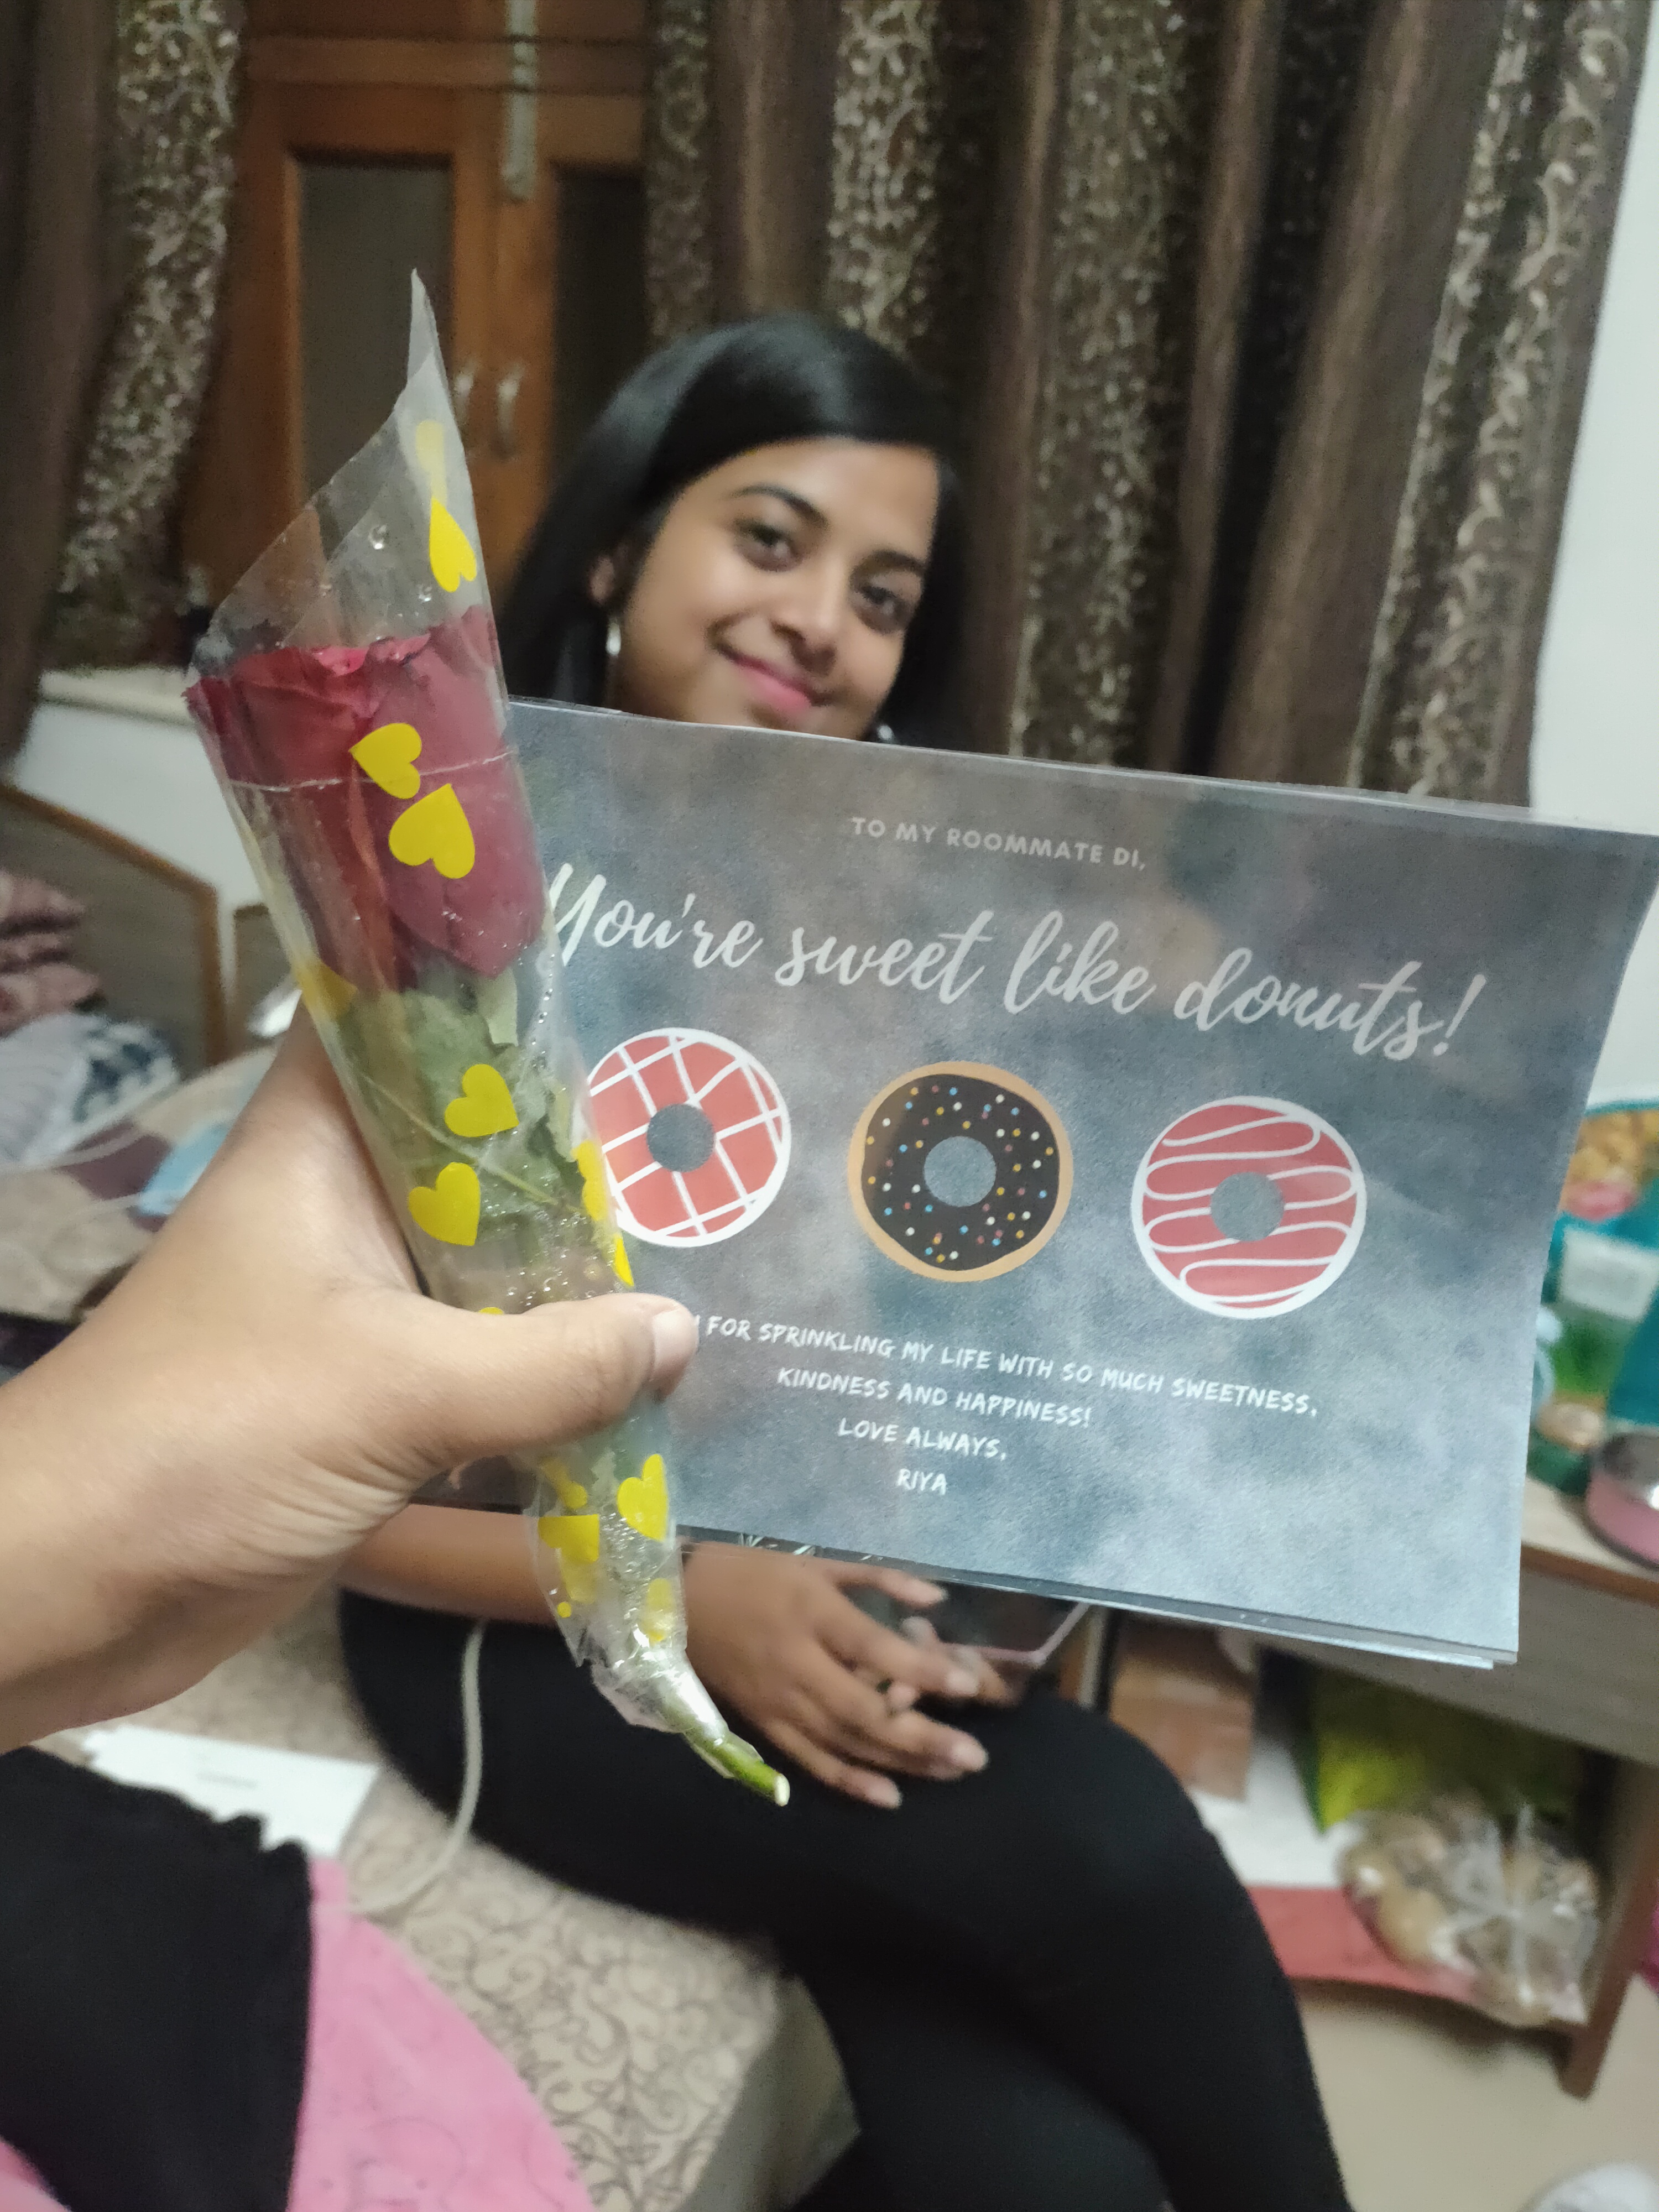 TO MY ROOMMATE DI,
You're sweet like donuts!
FOR SPRINKLING MY LIFE WITH SO MUCH SWEETNESS,
KINDNESS AND HAPPINESS!
LOVE ALWAYS,
RIYA